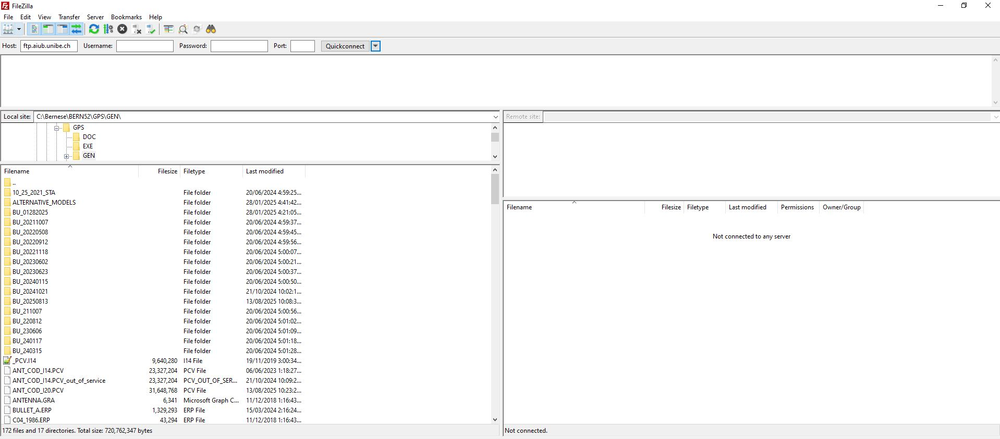 FileZilla
File Edit View Transfer Server Bookmarks Help
Host: ftp.aiub.unibe.ch Username: Password: Port: Quickconnect
Local site: C:\Bernese\BERN52\GPS\GEN\
GPS
DOC
EXE
GEN
Filename Filesize Filetype Last modified
..
10_25_2021_STA File folder 20/06/2024 4:59:25...
ALTERNATIVE_MODELS File folder 28/01/2025 4:41:42...
BU_01282025 File folder 28/01/2025 4:21:05...
BU_20211007 File folder 20/06/2024 4:59:37...
BU_20220508 File folder 20/06/2024 4:59:45...
BU_20220912 File folder 20/06/2024 4:59:56...
BU_20221118 File folder 20/06/2024 5:00:07...
BU_20230602 File folder 20/06/2024 5:00:21...
BU_20230623 File folder 20/06/2024 5:00:37...
BU_20240115 File folder 20/06/2024 5:00:50...
BU_20241021 File folder 21/10/2024 10:02:1...
BU_20250813 File folder 13/08/2025 10:08:3...
BU_211007 File folder 20/06/2024 5:00:56...
BU_220812 File folder 20/06/2024 5:01:02...
BU_230606 File folder 20/06/2024 5:01:09...
BU_240117 File folder 20/06/2024 5:01:18...
BU_240315 File folder 20/06/2024 5:01:28...
_PCV.I14 9,640,280 I14 File 19/11/2019 3:00:34...
ANT_COD_I14.PCV 23,327,204 PCV File 06/06/2023 1:18:27...
ANT_COD_I14.PCV_out_of_service 23,327,204 PCV_OUT_OF_SER... 21/10/2024 10:09:2...
ANT_COD_I20.PCV 31,648,768 PCV File 13/08/2025 10:23:2...
ANTENNA.GRA 6,341 Microsoft Graph C... 11/12/2018 1:16:43...
BULLET_A.ERP 1,329,293 ERP File 15/03/2024 2:16:24...
C04_1986.ERP 43,294 ERP File 11/12/2018 1:16:43...
172 files and 17 directories. Total size: 720,762,347 bytes
Remote site:
Filename Filesize Filetype Last modified Permissions Owner/Group
Not connected to any server
Not connected.